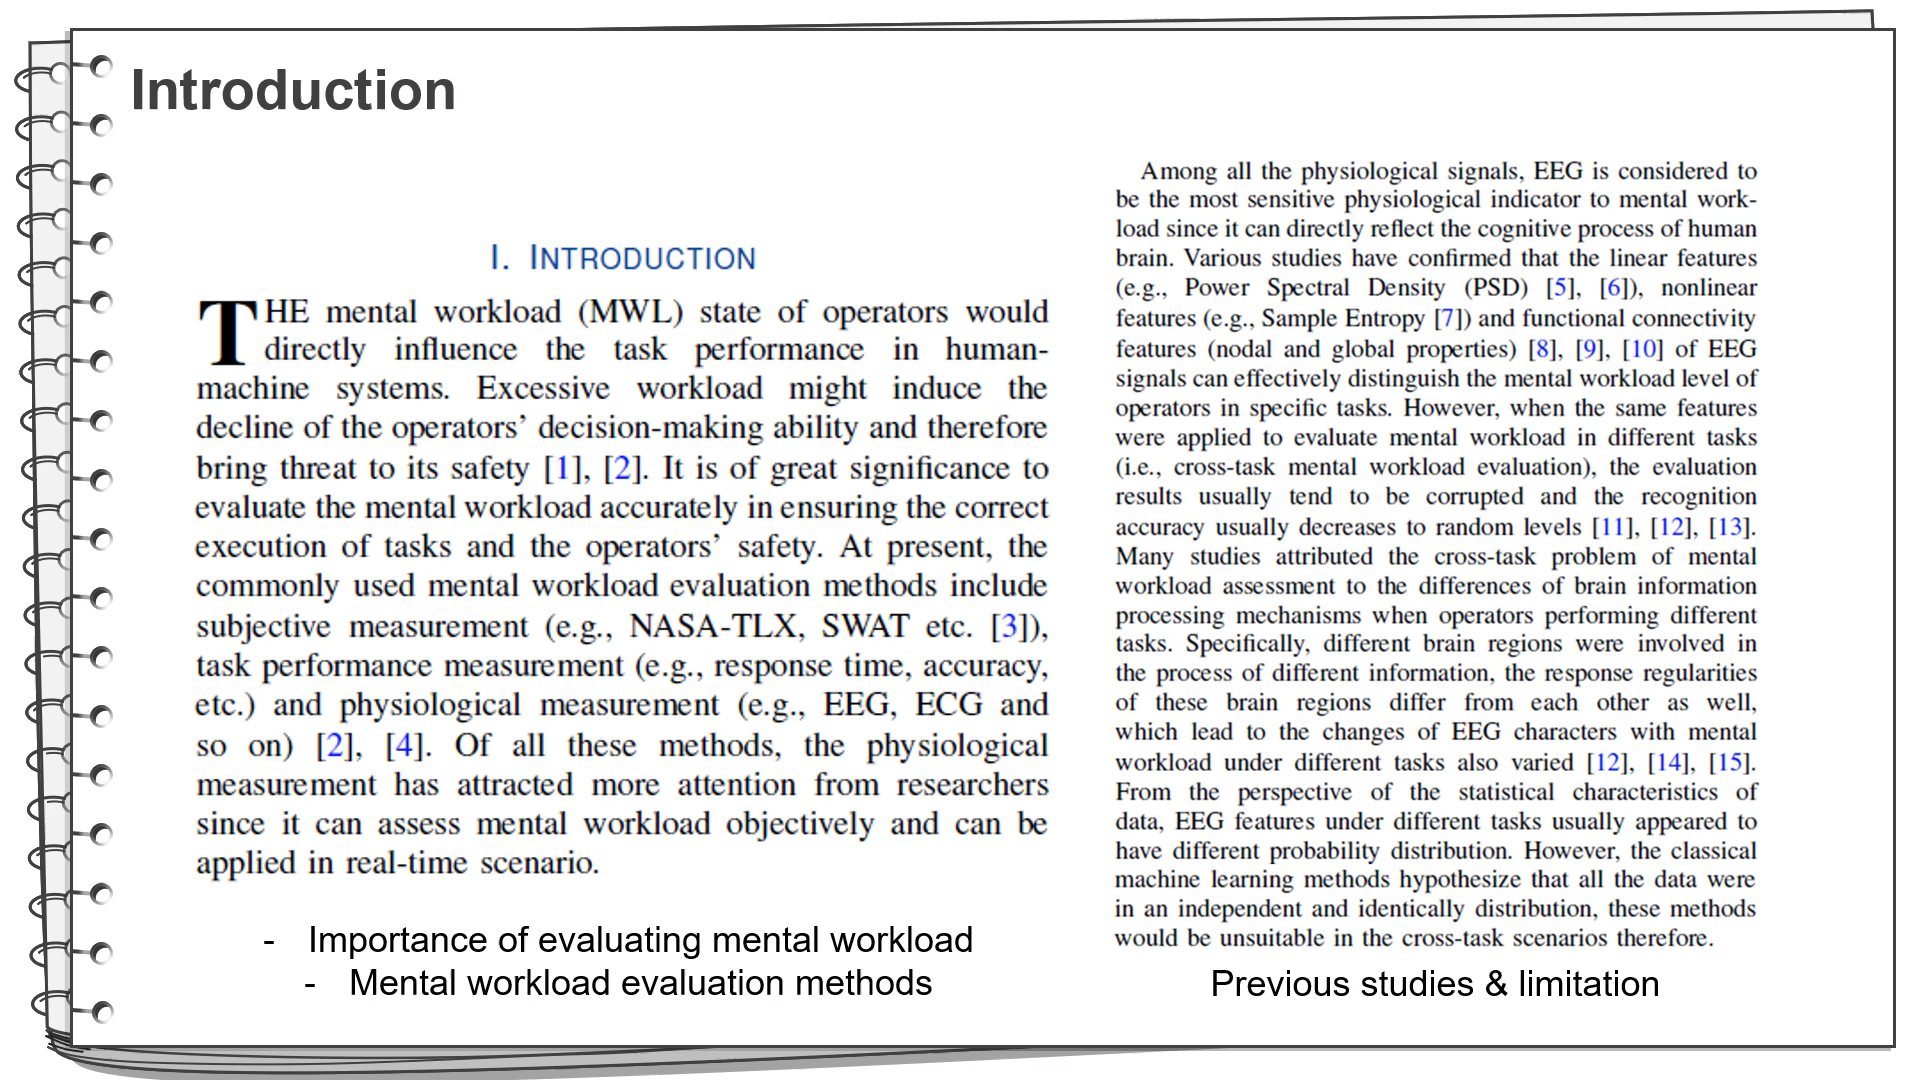 Introduction
I. INTRODUCTION
THE mental workload (MWL) state of operators would
directly influence the task performance in human-
machine systems. Excessive workload might induce the
decline of the operators’ decision-making ability and therefore
bring threat to its safety [1], [2]. It is of great significance to
evaluate the mental workload accurately in ensuring the correct
execution of tasks and the operators’ safety. At present, the
commonly used mental workload evaluation methods include
subjective measurement (e.g., NASA-TLX, SWAT etc. [3]),
task performance measurement (e.g., response time, accuracy,
etc.) and physiological measurement (e.g., EEG, ECG and
so on) [2], [4]. Of all these methods, the physiological
measurement has attracted more attention from researchers
since it can assess mental workload objectively and can be
applied in real-time scenario.
- Importance of evaluating mental workload
- Mental workload evaluation methods
Among all the physiological signals, EEG is considered to
be the most sensitive physiological indicator to mental work-
load since it can directly reflect the cognitive process of human
brain. Various studies have confirmed that the linear features
(e.g., Power Spectral Density (PSD) [5], [6]), nonlinear
features (e.g., Sample Entropy [7]) and functional connectivity
features (nodal and global properties) [8], [9], [10] of EEG
signals can effectively distinguish the mental workload level of
operators in specific tasks. However, when the same features
were applied to evaluate mental workload in different tasks
(i.e., cross-task mental workload evaluation), the evaluation
results usually tend to be corrupted and the recognition
accuracy usually decreases to random levels [11], [12], [13].
Many studies attributed the cross-task problem of mental
workload assessment to the differences of brain information
processing mechanisms when operators performing different
tasks. Specifically, different brain regions were involved in
the process of different information, the response regularities
of these brain regions differ from each other as well,
which lead to the changes of EEG characters with mental
workload under different tasks also varied [12], [14], [15].
From the perspective of the statistical characteristics of
data, EEG features under different tasks usually appeared to
have different probability distribution. However, the classical
machine learning methods hypothesize that all the data were
in an independent and identically distribution, these methods
would be unsuitable in the cross-task scenarios therefore.
Previous studies & limitation